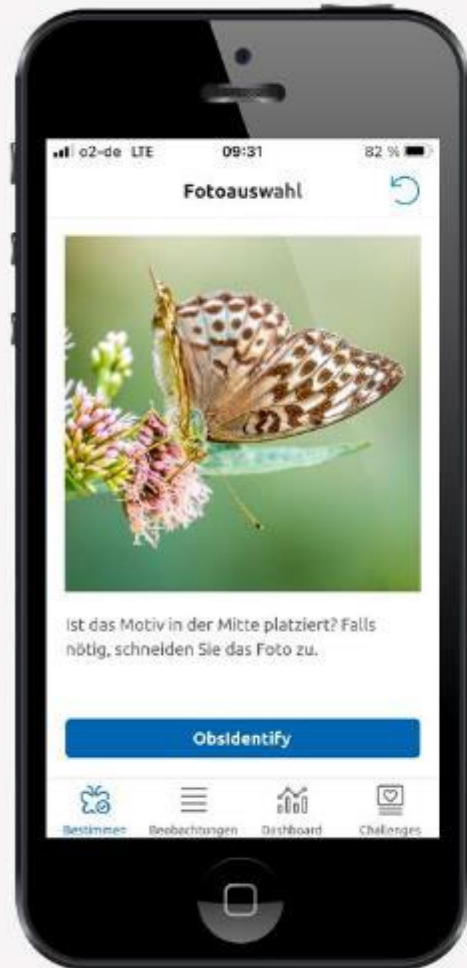 o2-de LTE 09:31 82 %
Fotoauswahl
Ist das Motiv in der Mitte platziert? Falls
nötig, schneiden Sie das Foto zu.
ObsIdentify
Bestimmen Beobachtungen Dashboard Challenges